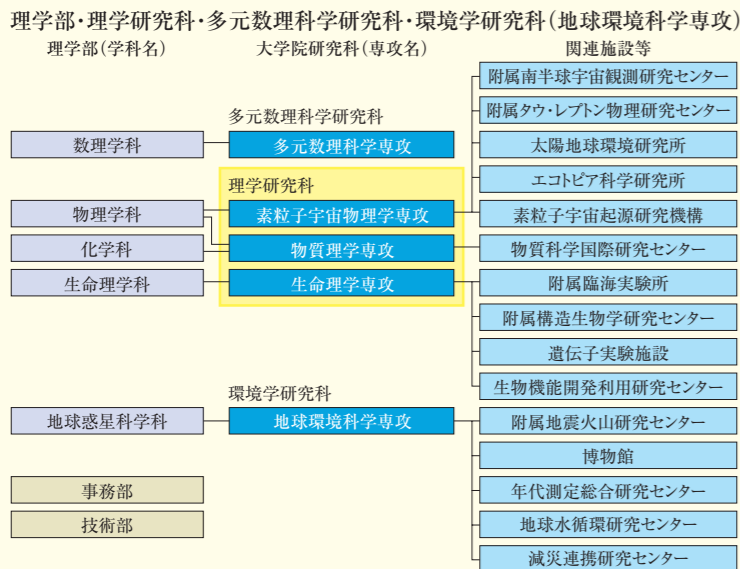 理学部・理学研究科・多元数理科学研究科・環境学研究科(地球環境科学専攻)
理学部(学科名)
大学院研究科(専攻名)
関連施設等
附属南半球宇宙観測研究センター
附属タウ・レプトン物理研究センター
多元数理科学研究科
数理学科
多元数理科学専攻
太陽地球環境研究所
エコトピア科学研究所
理学研究科
物理学科
素粒子宇宙物理学専攻
素粒子宇宙起源研究機構
化学科
物質理学専攻
物質科学国際研究センター
生命理学科
生命理学専攻
附属臨海実験所
附属構造生物学研究センター
遺伝子実験施設
生物機能開発利用研究センター
環境学研究科
地球惑星科学科
地球環境科学専攻
附属地震火山研究センター
博物館
事務部
年代測定総合研究センター
技術部
地球水循環研究センター
減災連携研究センター